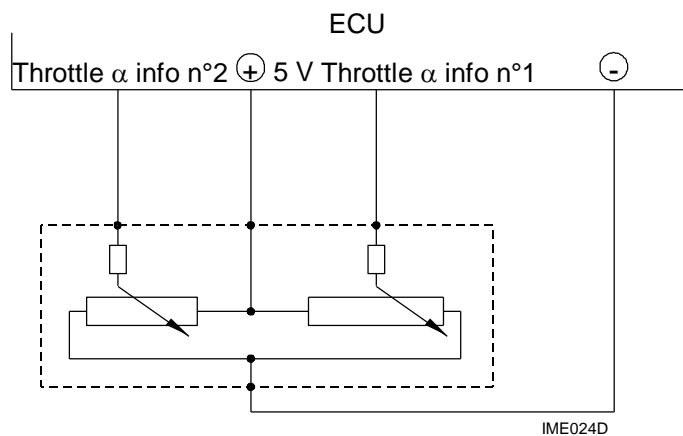 ECU
Throttle α info n°2 + 5 V Throttle α info n°1 -
IME024D